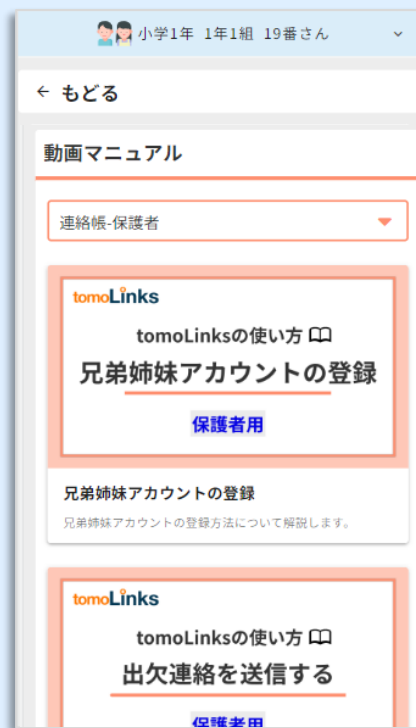 小学1年 1年1組 19番さん
← もどる
動画マニュアル
連絡帳-保護者
tomoLinks
tomoLinksの使い方
兄弟姉妹アカウントの登録
保護者用
兄弟姉妹アカウントの登録
兄弟姉妹アカウントの登録方法について解説します。
tomoLinks
tomoLinksの使い方
出欠連絡を送信する
保護者用